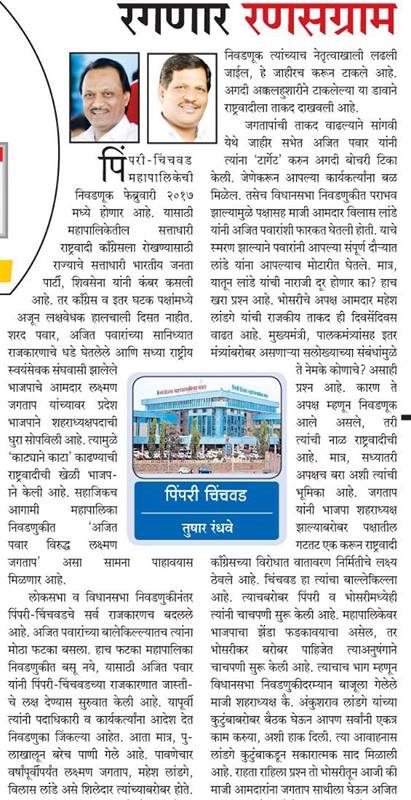 रगणार रणसग्राम
पिंपरी-चिंचवड
महापालिकेची
निवडणूक फेब्रुवारी २०१७
मध्ये होणार आहे. यासाठी
महापालिकेतील सत्ताधारी
राष्ट्रवादी काँग्रेसला रोखण्यासाठी
राज्याचे सत्ताधारी भारतीय जनता
पार्टी, शिवसेना यांनी कंबर कसली
आहे. तर काँग्रेस व इतर घटक पक्षांमध्ये
अजून लक्षवेधक हालचाली दिसत नाहीत.
शरद पवार, अजित पवारांच्या सानिध्यात
राजकारणाचे धडे घेतलेले आणि सध्या राष्ट्रीय
स्वयंसेवक संघवासी झालेले
भाजपाचे आमदार लक्ष्मण
जगताप यांच्यावर प्रदेश
भाजपाने शहराध्यक्षपदाची
धुरा सोपविली आहे. त्यामुळे
'काट्याने काटा' काढण्याची
राष्ट्रवादीची खेळी भाजप-
ाने केली आहे. सहाजिकच
आगामी महापालिका
निवडणुकीत 'अजित
पवार विरुद्ध लक्ष्मण
जगताप' असा सामना पाहावयास
मिळणार आहे.
लोकसभा व विधानसभा निवडणुकीनंतर
पिंपरी-चिंचवडचे सर्व राजकारणच बदलले
आहे. अजित पवारांच्या बालेकिल्ल्यातच त्यांना
मोठा फटका बसला. हाच फटका महापालिका
निवडणुकीत बसू नये, यासाठी अजित पवार
यांनी पिंपरी-चिंचवडच्या राजकारणात जास्ती-
चे लक्ष देण्यास सुरुवात केली आहे. यापूर्वी
त्यांनी पदाधिकारी व कार्यकर्त्यांना आदेश देत
निवडणुका जिंकल्या आहेत. आता मात्र, पु-
लाखालून बरेच पाणी गेले आहे. पावणेचार
वर्षांपूर्वीपर्यंत लक्ष्मण जगताप, महेश लांडगे,
विलास लांडे असे शिलेदार त्यांच्याबरोबर होते.
निवडणूक त्यांच्याच नेतृत्वाखाली लढली
जाईल, हे जाहीरच करून टाकले आहे.
अगदी अकलहुशारीने टाकलेल्या या डावाने
राष्ट्रवादीला ताकद दाखवली आहे.
जगतापांची ताकद वाढल्याने सांगवी
येथे जाहीर सभेत अजित पवार यांनी
त्यांना 'टार्गेट' करुन अगदी बोचरी टिका
केली. जेणेकरून आपल्या कार्यकर्त्यांना बळ
मिळेल. तसेच विधानसभा निवडणुकीत पराभव
झाल्यामुळे पक्षासह माजी आमदार विलास लांडे
यांनी अजित पवारांशी फारकत घेतली होती. याचे
स्मरण झाल्याने पवारांनी आपल्या संपूर्ण दौऱ्यात
लांडे यांना आपल्याच मोटारीत घेतले. मात्र,
यातून लांडे यांची नाराजी दूर होणार का? हाच
खरा प्रश्न आहे. भोसरीचे अपक्ष आमदार महेश
लांडगे यांची राजकीय ताकद ही दिवसेंदिवस
वाढत आहे. मुख्यमंत्री, पालकमंत्र्यांसह इतर
मंत्र्यांबरोबर असणाऱ्या सलोख्याच्या संबंधांमुळे
ते नेमके कोणाचे? असाही
प्रश्न आहे. कारण ते
अपक्ष म्हणून निवडणूक
आले असले, तरी
त्यांची नाळ राष्ट्रवादीची
आहे. मात्र, सध्यातरी
अपक्षच बरा अशी त्यांची
भूमिका आहे. जगताप
यांनी भाजपा शहराध्यक्ष
झाल्याबरोबर पक्षातील
गटतट एक करून राष्ट्रवादी
काँग्रेसच्या विरोधात वातावरण निर्मितीचे लक्ष्य
ठेवले आहे. चिंचवड हा त्यांचा बाल्लेकिल्ला
आहे. त्याचबरोबर पिंपरी व भोसरीमध्येही
त्यांनी चाचपणी सुरू केली आहे. महापालिकेवर
भाजपाचा झेंडा फडकावयाचा असेल, तर
भोसरीकर बरोबर पाहिजेत त्याअनुषंगाने
चाचपणी सुरू केली आहे. त्याचाच भाग म्हणून
विधानसभा निवडणुकीदरम्यान बाजूला गेलेले
माजी शहराध्यक्ष कै. अंकुशराव लांडगे यांच्या
कुटुंबाबरोबर बैठक घेऊन आपण सर्वांनी एकत्र
काम करुया, अशी हाक दिली. त्या आवाहनास
लांडगे कुटुंबाकडून सकारात्मक साद मिळाली
आहे. राहता राहिला प्रश्न तो भोसरीतून आजी की
माजी आमदारांना जगताप साथीला घेऊन अजित
पिंपरी चिंचवड
तुषार रंधवे